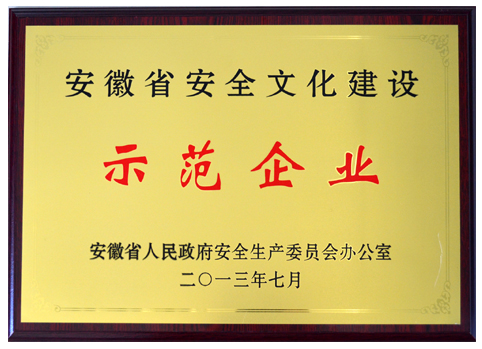 安徽省安全文化建设
示范企业
安徽省人民政府安全生产委员会办公室
二〇一三年七月